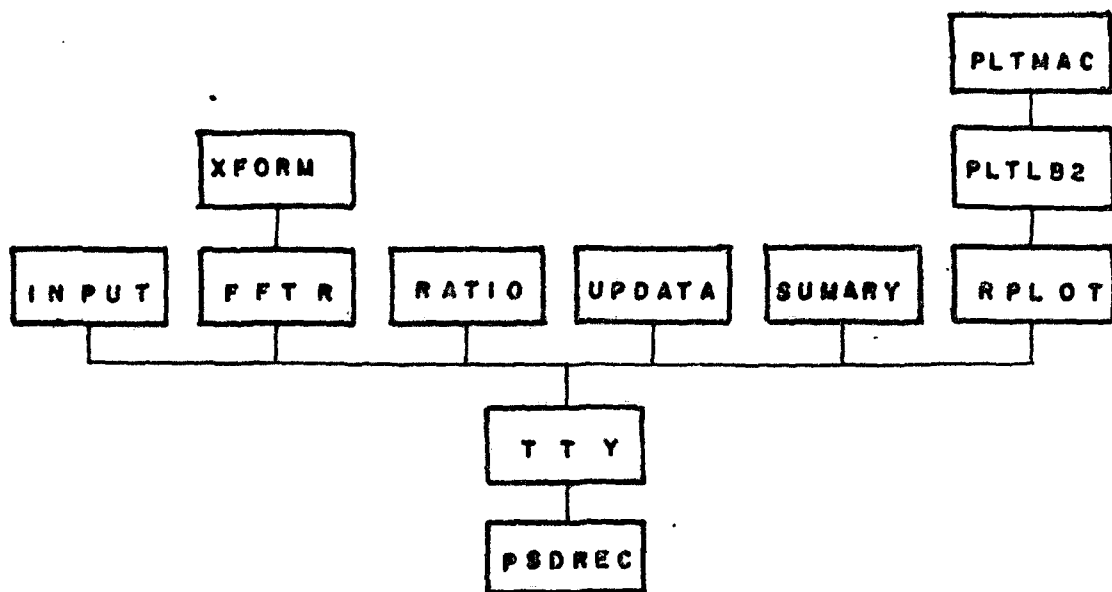 PLTMAC
XFORM
PLTLB2
INPUT
FFTR
RATIO
UPDATA
SUMARY
RPLOT
TTY
PSDREC